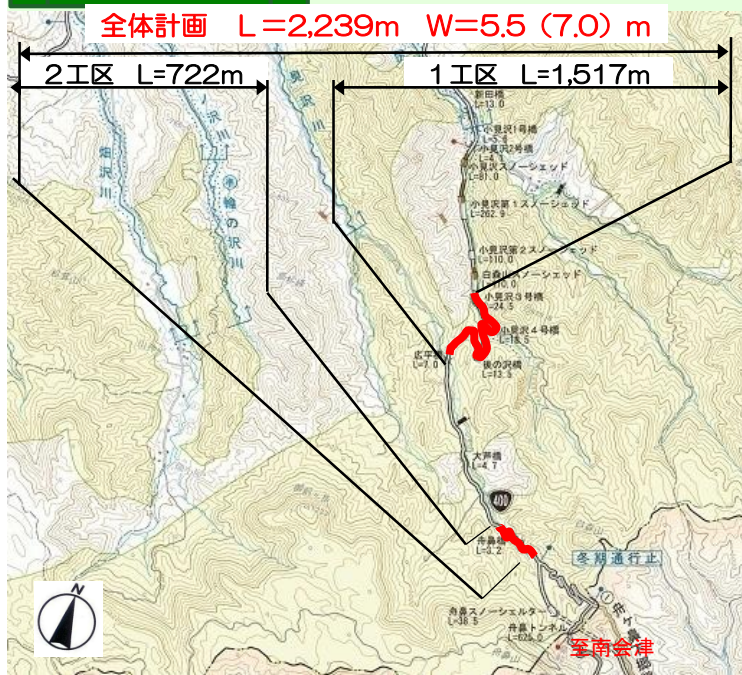 全体計画 L=2,239m W=5.5（7.0）m
2工区 L=722m
1工区 L=1,517m
新田橋
L=13.0
奥沢川
小見沢1号橋
小見沢2号橋
小見沢スノーシェッド
L=81.0
畑沢川
小見沢第1スノーシェッド
L=262.9
小見沢第2スノーシェッド
L=110.0
白森山スノーシェッド
小見沢3号橋
L=24.5
小見沢4号橋
L=18.5
広平橋
L=7.0
後の沢橋
L=13.5
大芦橋
L=4.7
400
舟鼻橋
L=3.2
冬期通行止
N
舟鼻スノーシェルター
L=38.5
舟鼻トンネル
L=625.0
至南会津